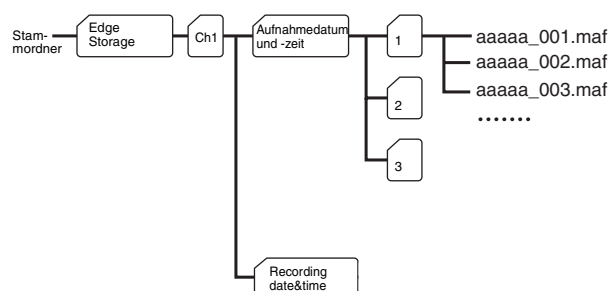 Stam-
mordner
Edge
Storage
Ch1
Aufnahmedatum
und -zeit
1
aaaaa_001.maf
aaaaa_002.maf
aaaaa_003.maf
.......
2
3
Recording
date&time